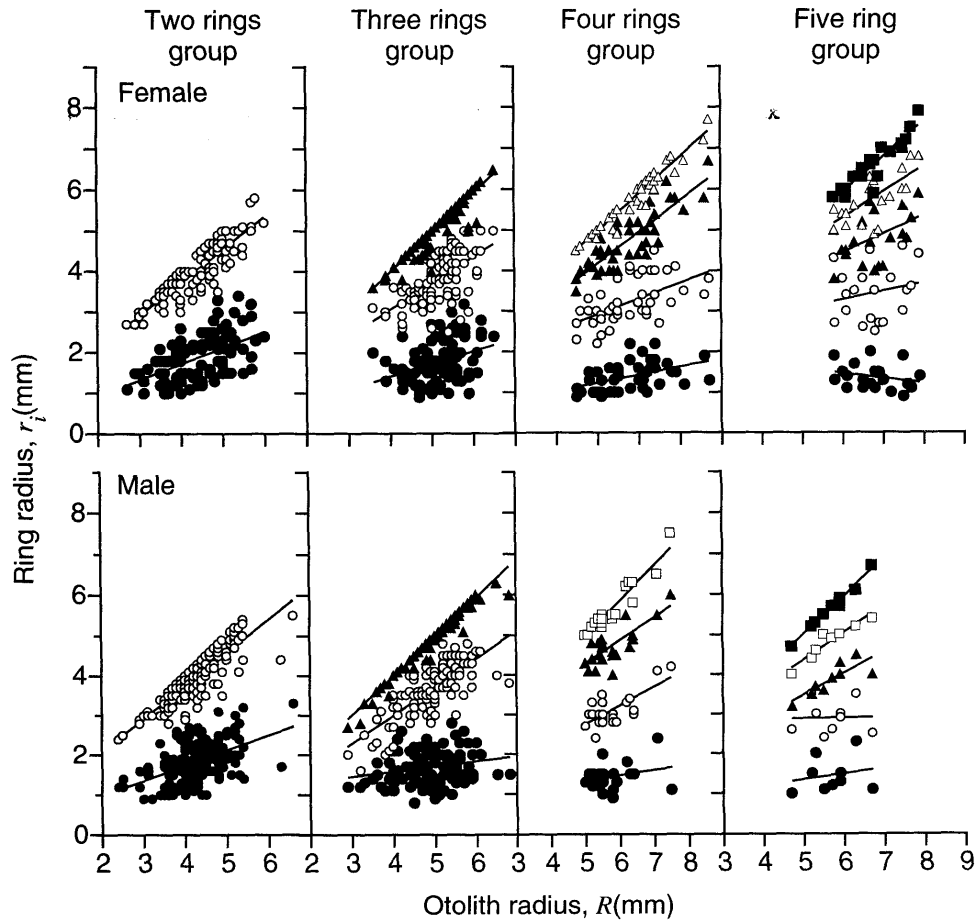 Two rings group
Three rings group
Four rings group
Five ring group
Female
8
6
4
2
0
Male
8
6
4
2
0
2 3 4 5 6 2 3 4 5 6 3 4 5 6 7 8 3 4 5 6 7 8 9
Ring radius, r_i(mm)
Otolith radius, R(mm)